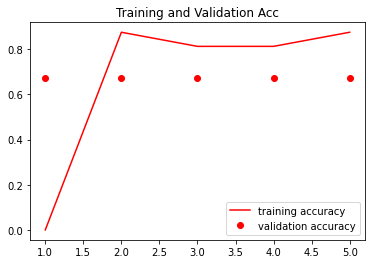 Training and Validation Acc
0.8
0.6
0.4
0.2
0.0
1.0 1.5 2.0 2.5 3.0 3.5 4.0 4.5 5.0
training accuracy
validation accuracy